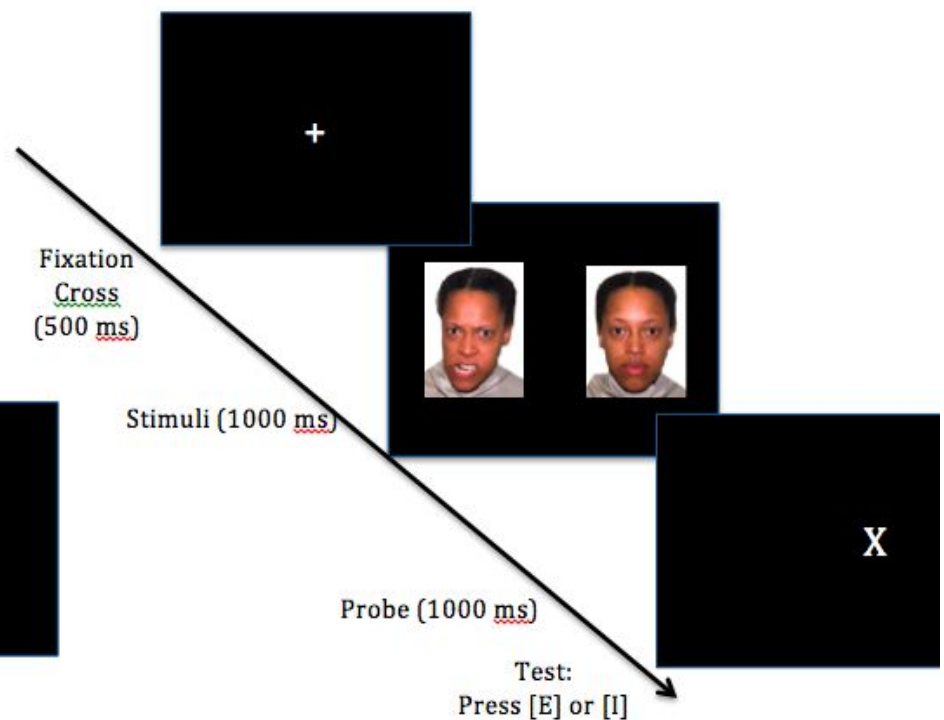 +
Fixation
Cross
(500 ms)
Stimuli (1000 ms)
X
Probe (1000 ms)
Test:
Press [E] or [I]